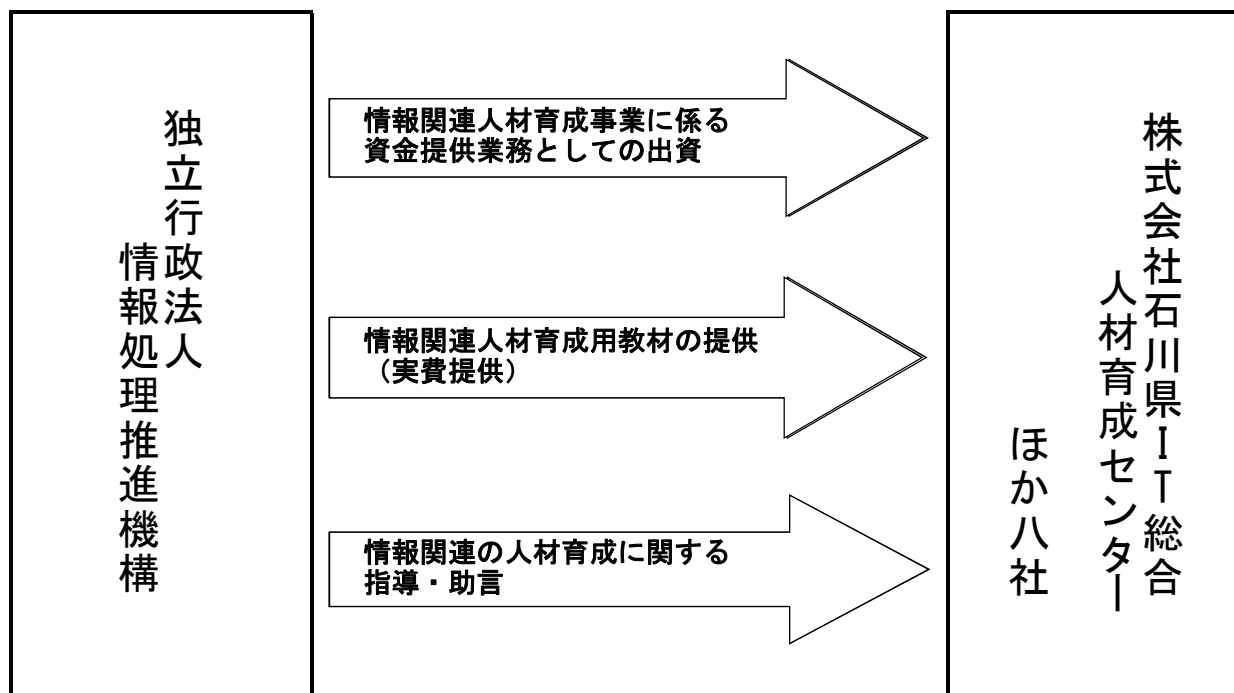 独立行政法人
情報処理推進機構
情報関連人材育成事業に係る
資金提供業務としての出資
情報関連人材育成用教材の提供
（実費提供）
情報関連の人材育成に関する
指導・助言
株式会社石川県ＩＴ総合
人材育成センター
ほか八社